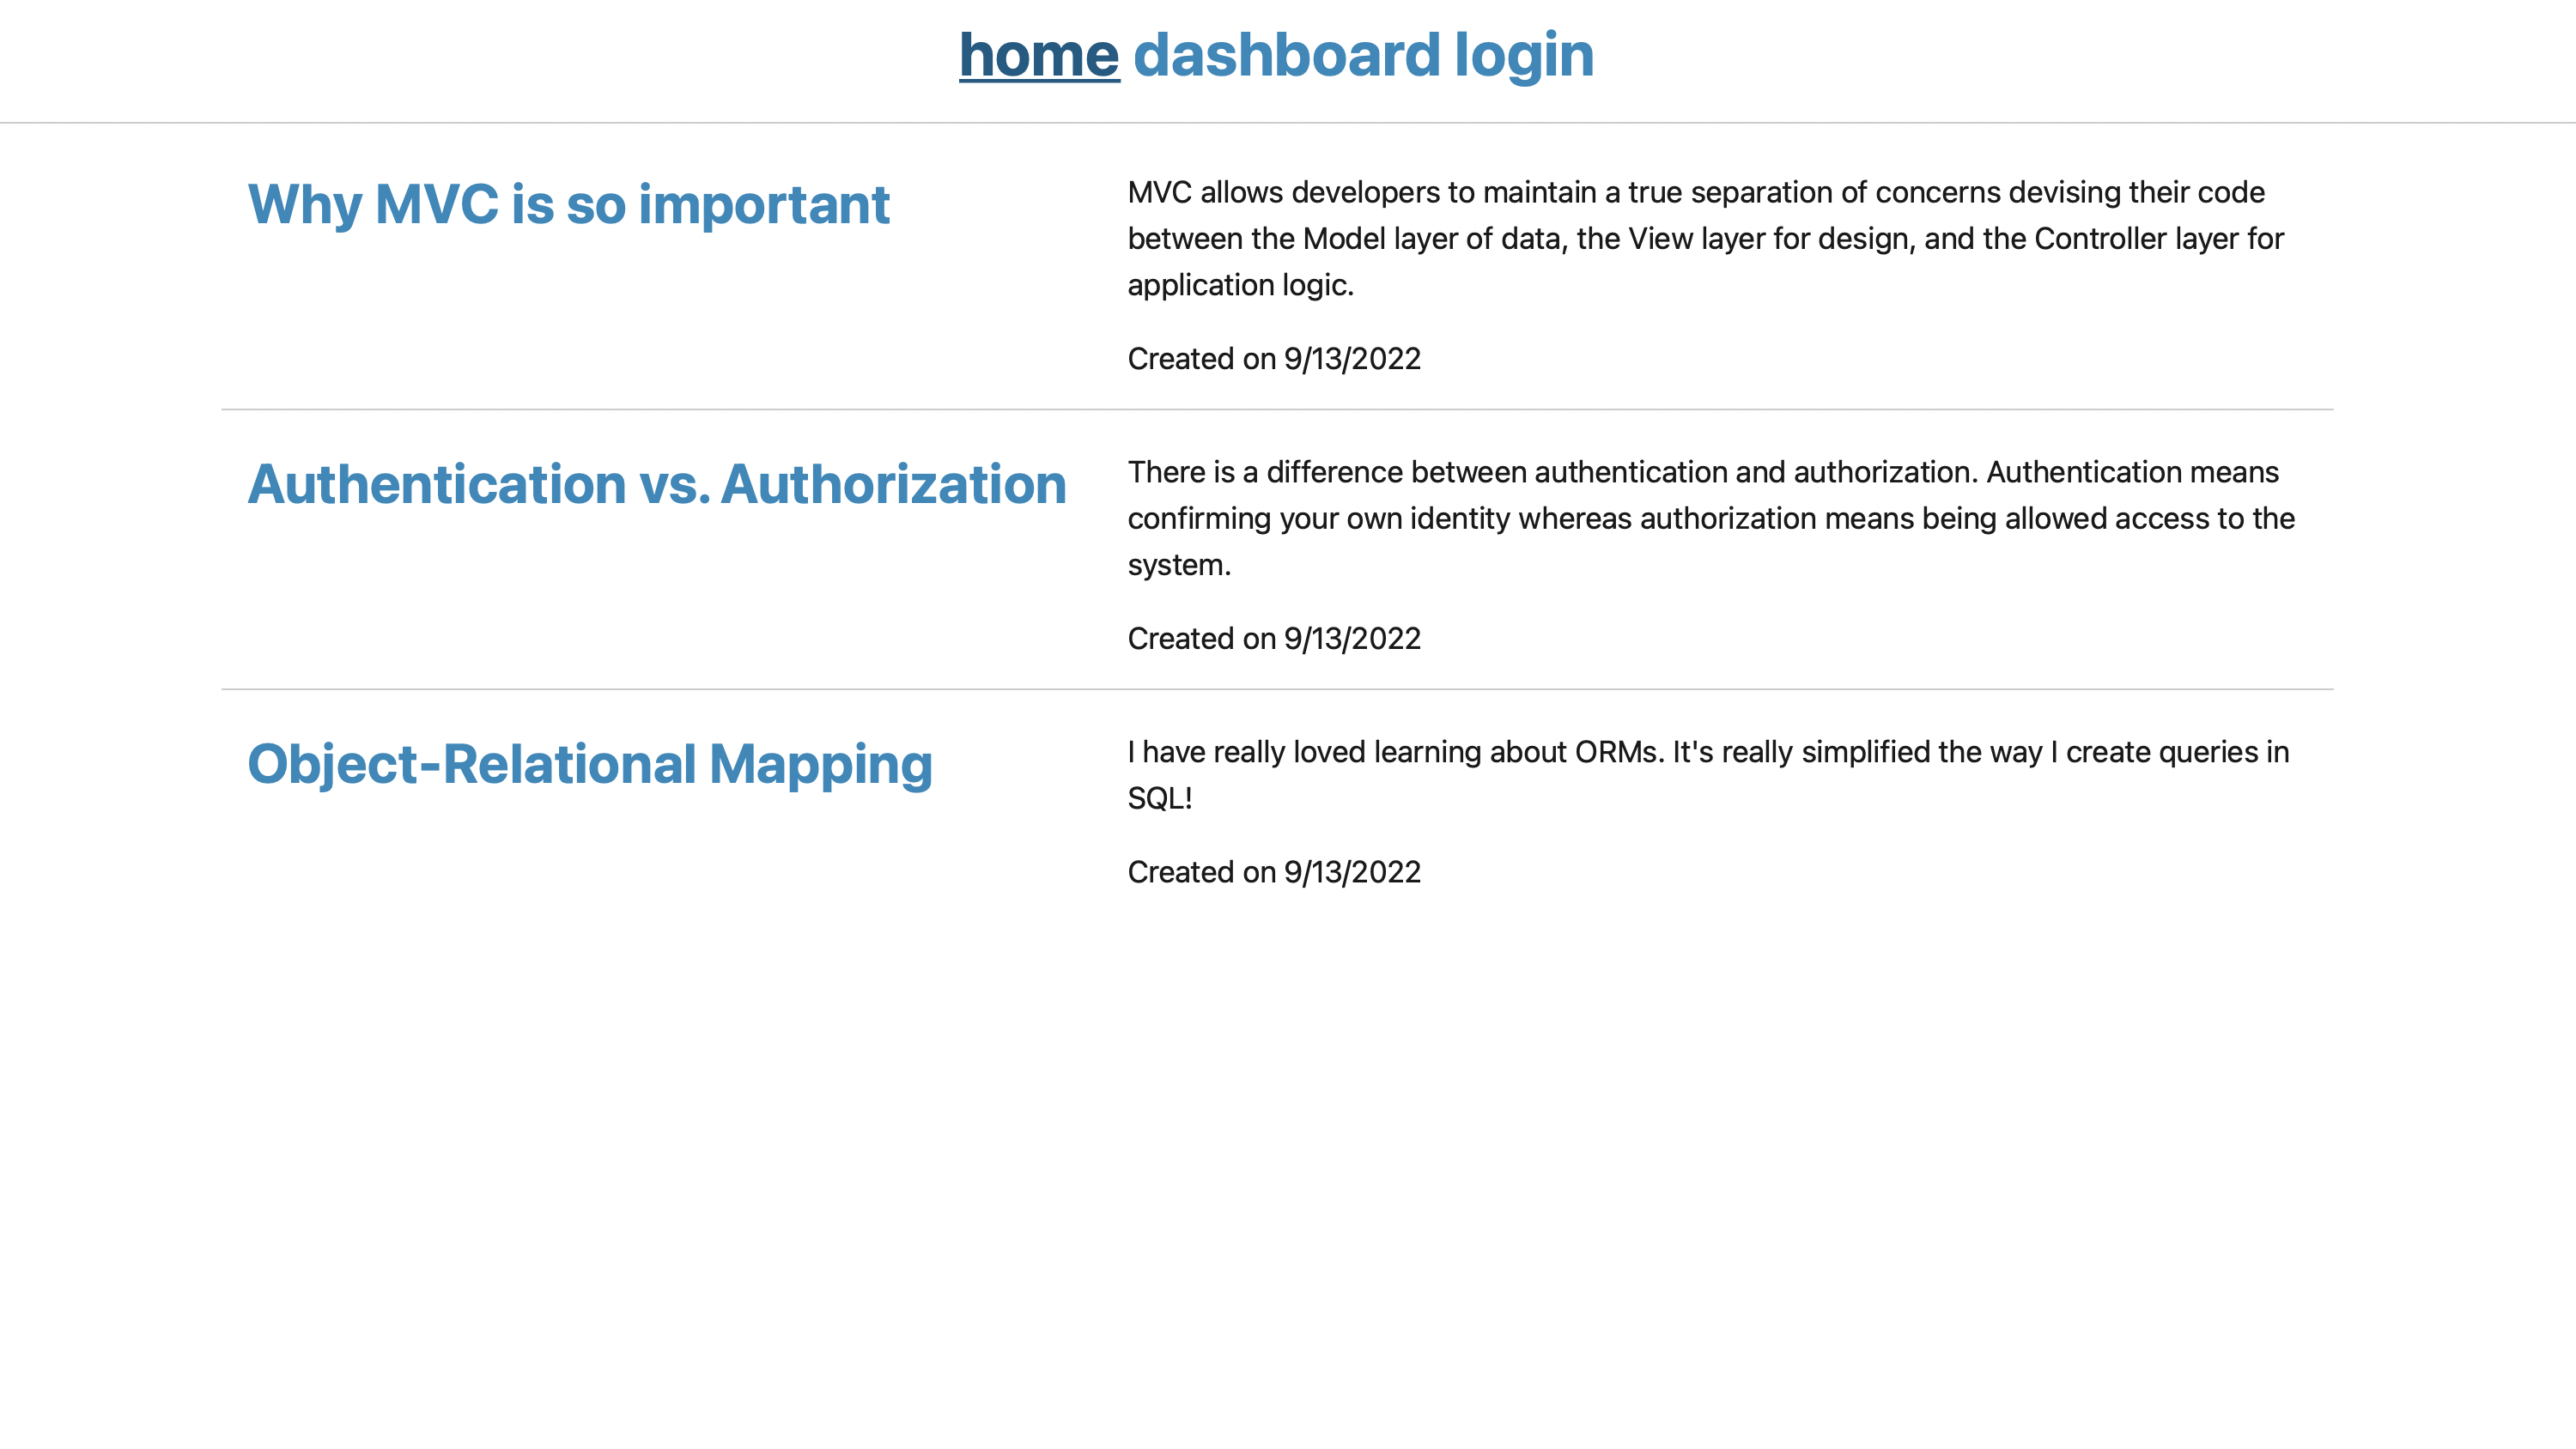 home dashboard login
Why MVC is so important
MVC allows developers to maintain a true separation of concerns devising their code
between the Model layer of data, the View layer for design, and the Controller layer for
application logic.
Created on 9/13/2022
Authentication vs. Authorization
There is a difference between authentication and authorization. Authentication means
confirming your own identity whereas authorization means being allowed access to the
system.
Created on 9/13/2022
Object-Relational Mapping
I have really loved learning about ORMs. It's really simplified the way I create queries in
SQL!
Created on 9/13/2022